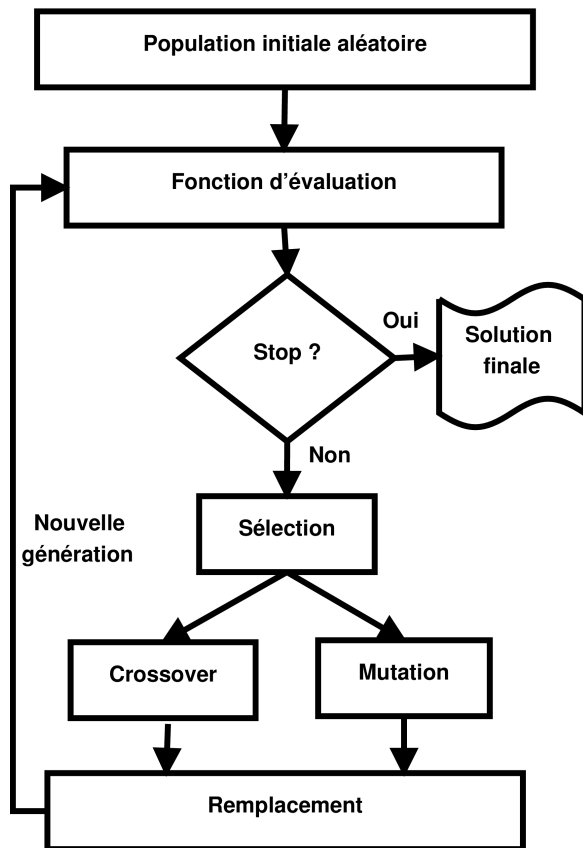 Population initiale aléatoire
Fonction d'évaluation
Stop ?
Oui
Solution
finale
Non
Sélection
Nouvelle
génération
Crossover
Mutation
Remplacement